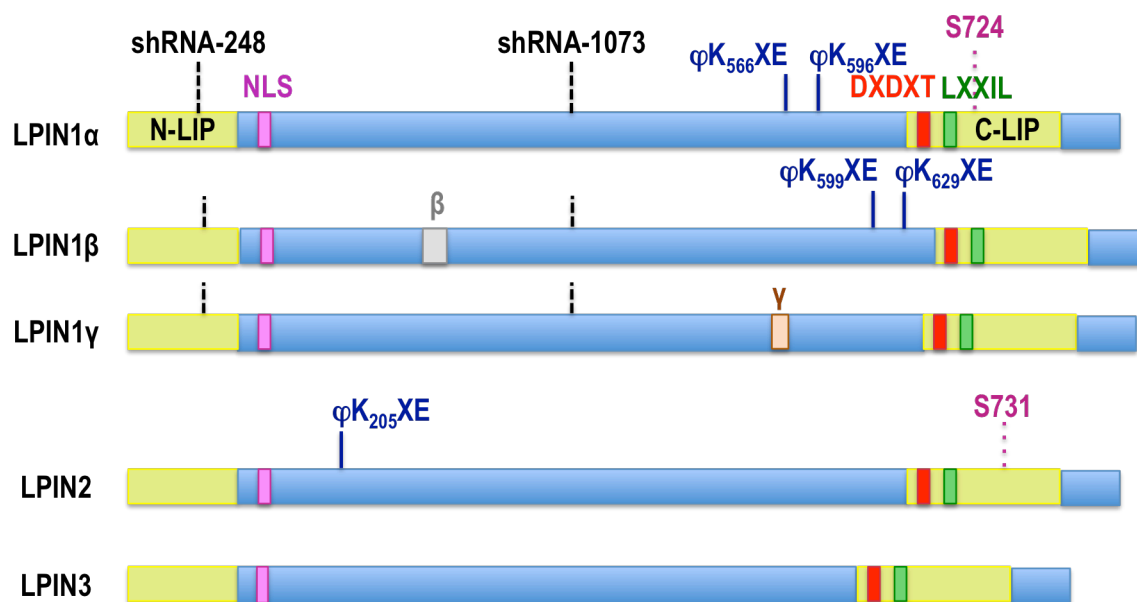 S724
shRNA-248 shRNA-1073 φK566XE φK596XE
NLS DXDXT LXXIL
LPIN1α N-LIP C-LIP
φK599XE φK629XE
β
LPIN1β
γ
LPIN1γ
φK205XE S731
LPIN2
LPIN3